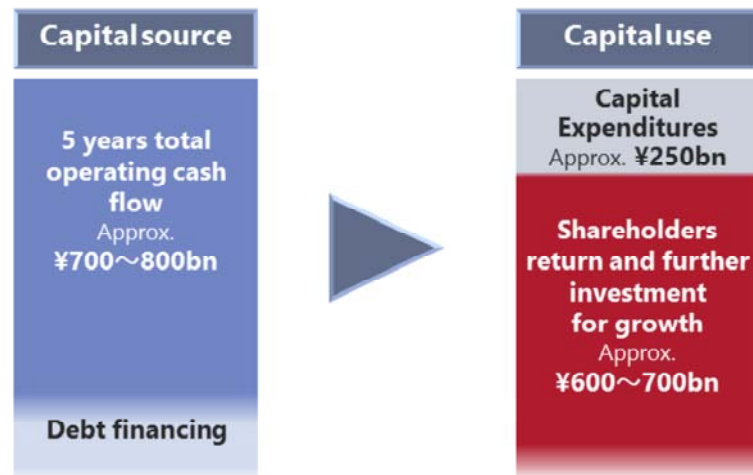 Capital source
5 years total
operating cash
flow
Approx.
¥700～800bn
Debt financing
Capital use
Capital
Expenditures
Approx. ¥250bn
Shareholders
return and further
investment
for growth
Approx.
¥600～700bn